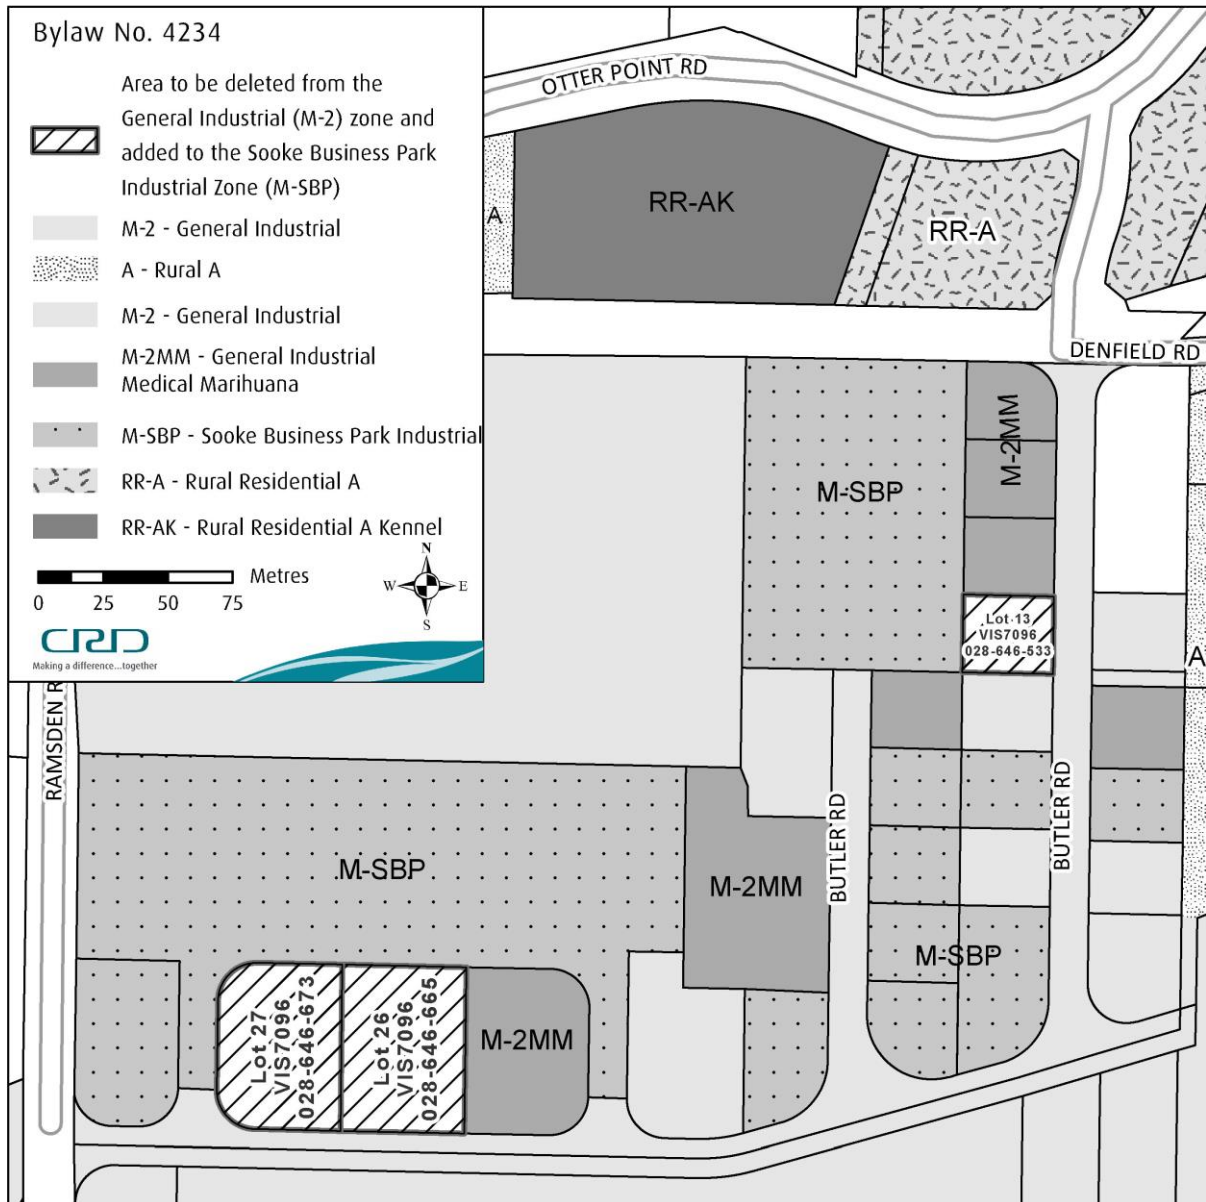 Bylaw No. 4234
Area to be deleted from the
General Industrial (M-2) zone and
added to the Sooke Business Park
Industrial Zone (M-SBP)
M-2 - General Industrial
A - Rural A
M-2 - General Industrial
M-2MM - General Industrial
Medical Marihuana
M-SBP - Sooke Business Park Industrial
RR-A - Rural Residential A
RR-AK - Rural Residential A Kennel
Metres
0 25 50 75
N
W E
S
CRD
Making a difference...together
OTTER POINT RD
A
RR-AK
RR-A
DENFIELD RD
M-SBP
M-2MM
Lot 13
VIS7096
028-646-533
A
RAMSDEN R
BUTLER RD
BUTLER RD
M-SBP
M-2MM
M-SBP
Lot 27
VIS7096
028-646-673
Lot 26
VIS7096
028-646-665
M-2MM